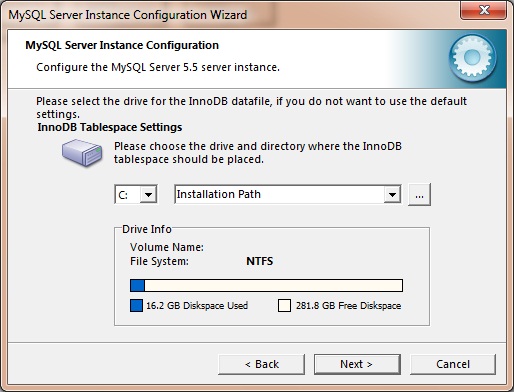 MySQL Server Instance Configuration Wizard
MySQL Server Instance Configuration
Configure the MySQL Server 5.5 server instance.
Please select the drive for the InnoDB datafile, if you do not want to use the default
settings.
InnoDB Tablespace Settings
Please choose the drive and directory where the InnoDB
tablespace should be placed.
C: Installation Path ...
Drive Info
Volume Name:
File System: NTFS
16.2 GB Diskspace Used 281.8 GB Free Diskspace
< Back Next > Cancel